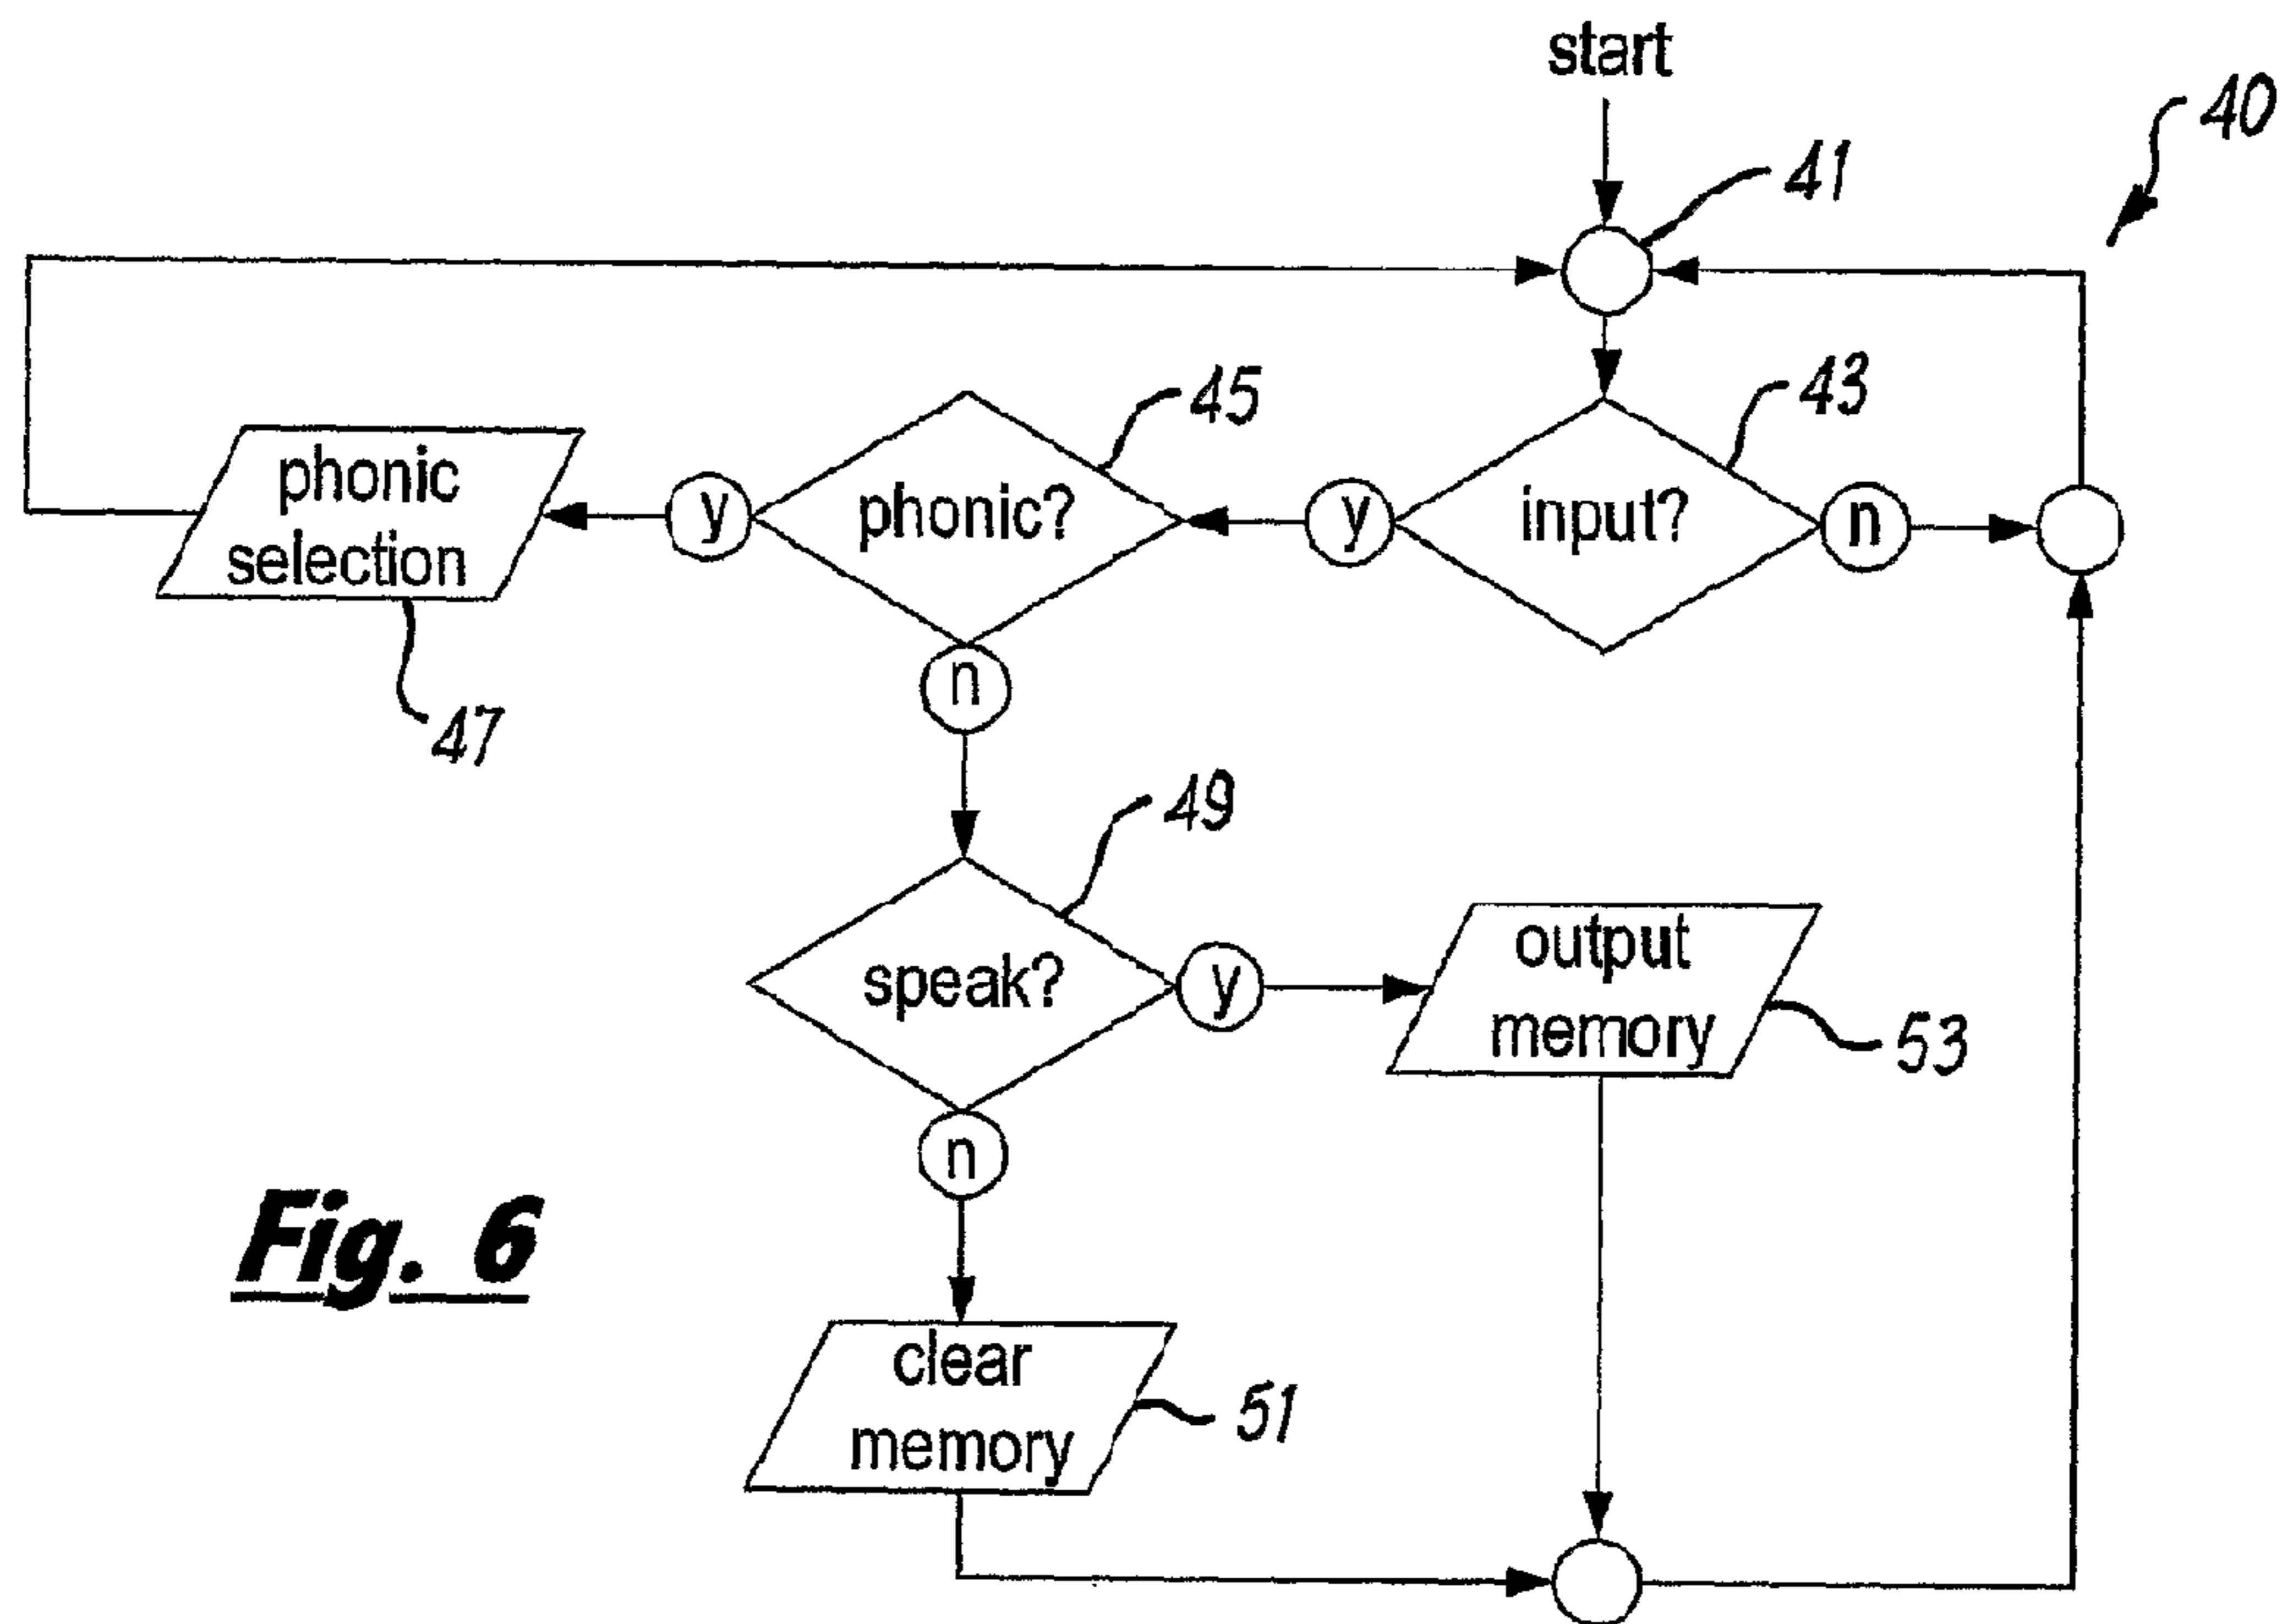 start
40
41
45
43
phonic
selection
y
phonic?
y
input?
n
47
n
49
speak?
y
output
memory
53
n
Fig. 6
clear
memory
51